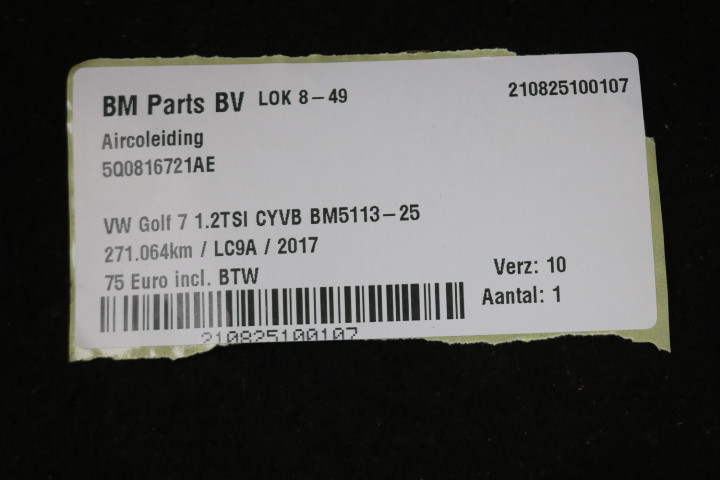 BM Parts BV LOK 8-49 210825100107
Aircoleiding
5Q0816721AE
VW Golf 7 1.2TSI CYVB BM5113-25
271.064km / LC9A / 2017
75 Euro incl. BTW
Verz: 10
Aantal: 1
210825100107